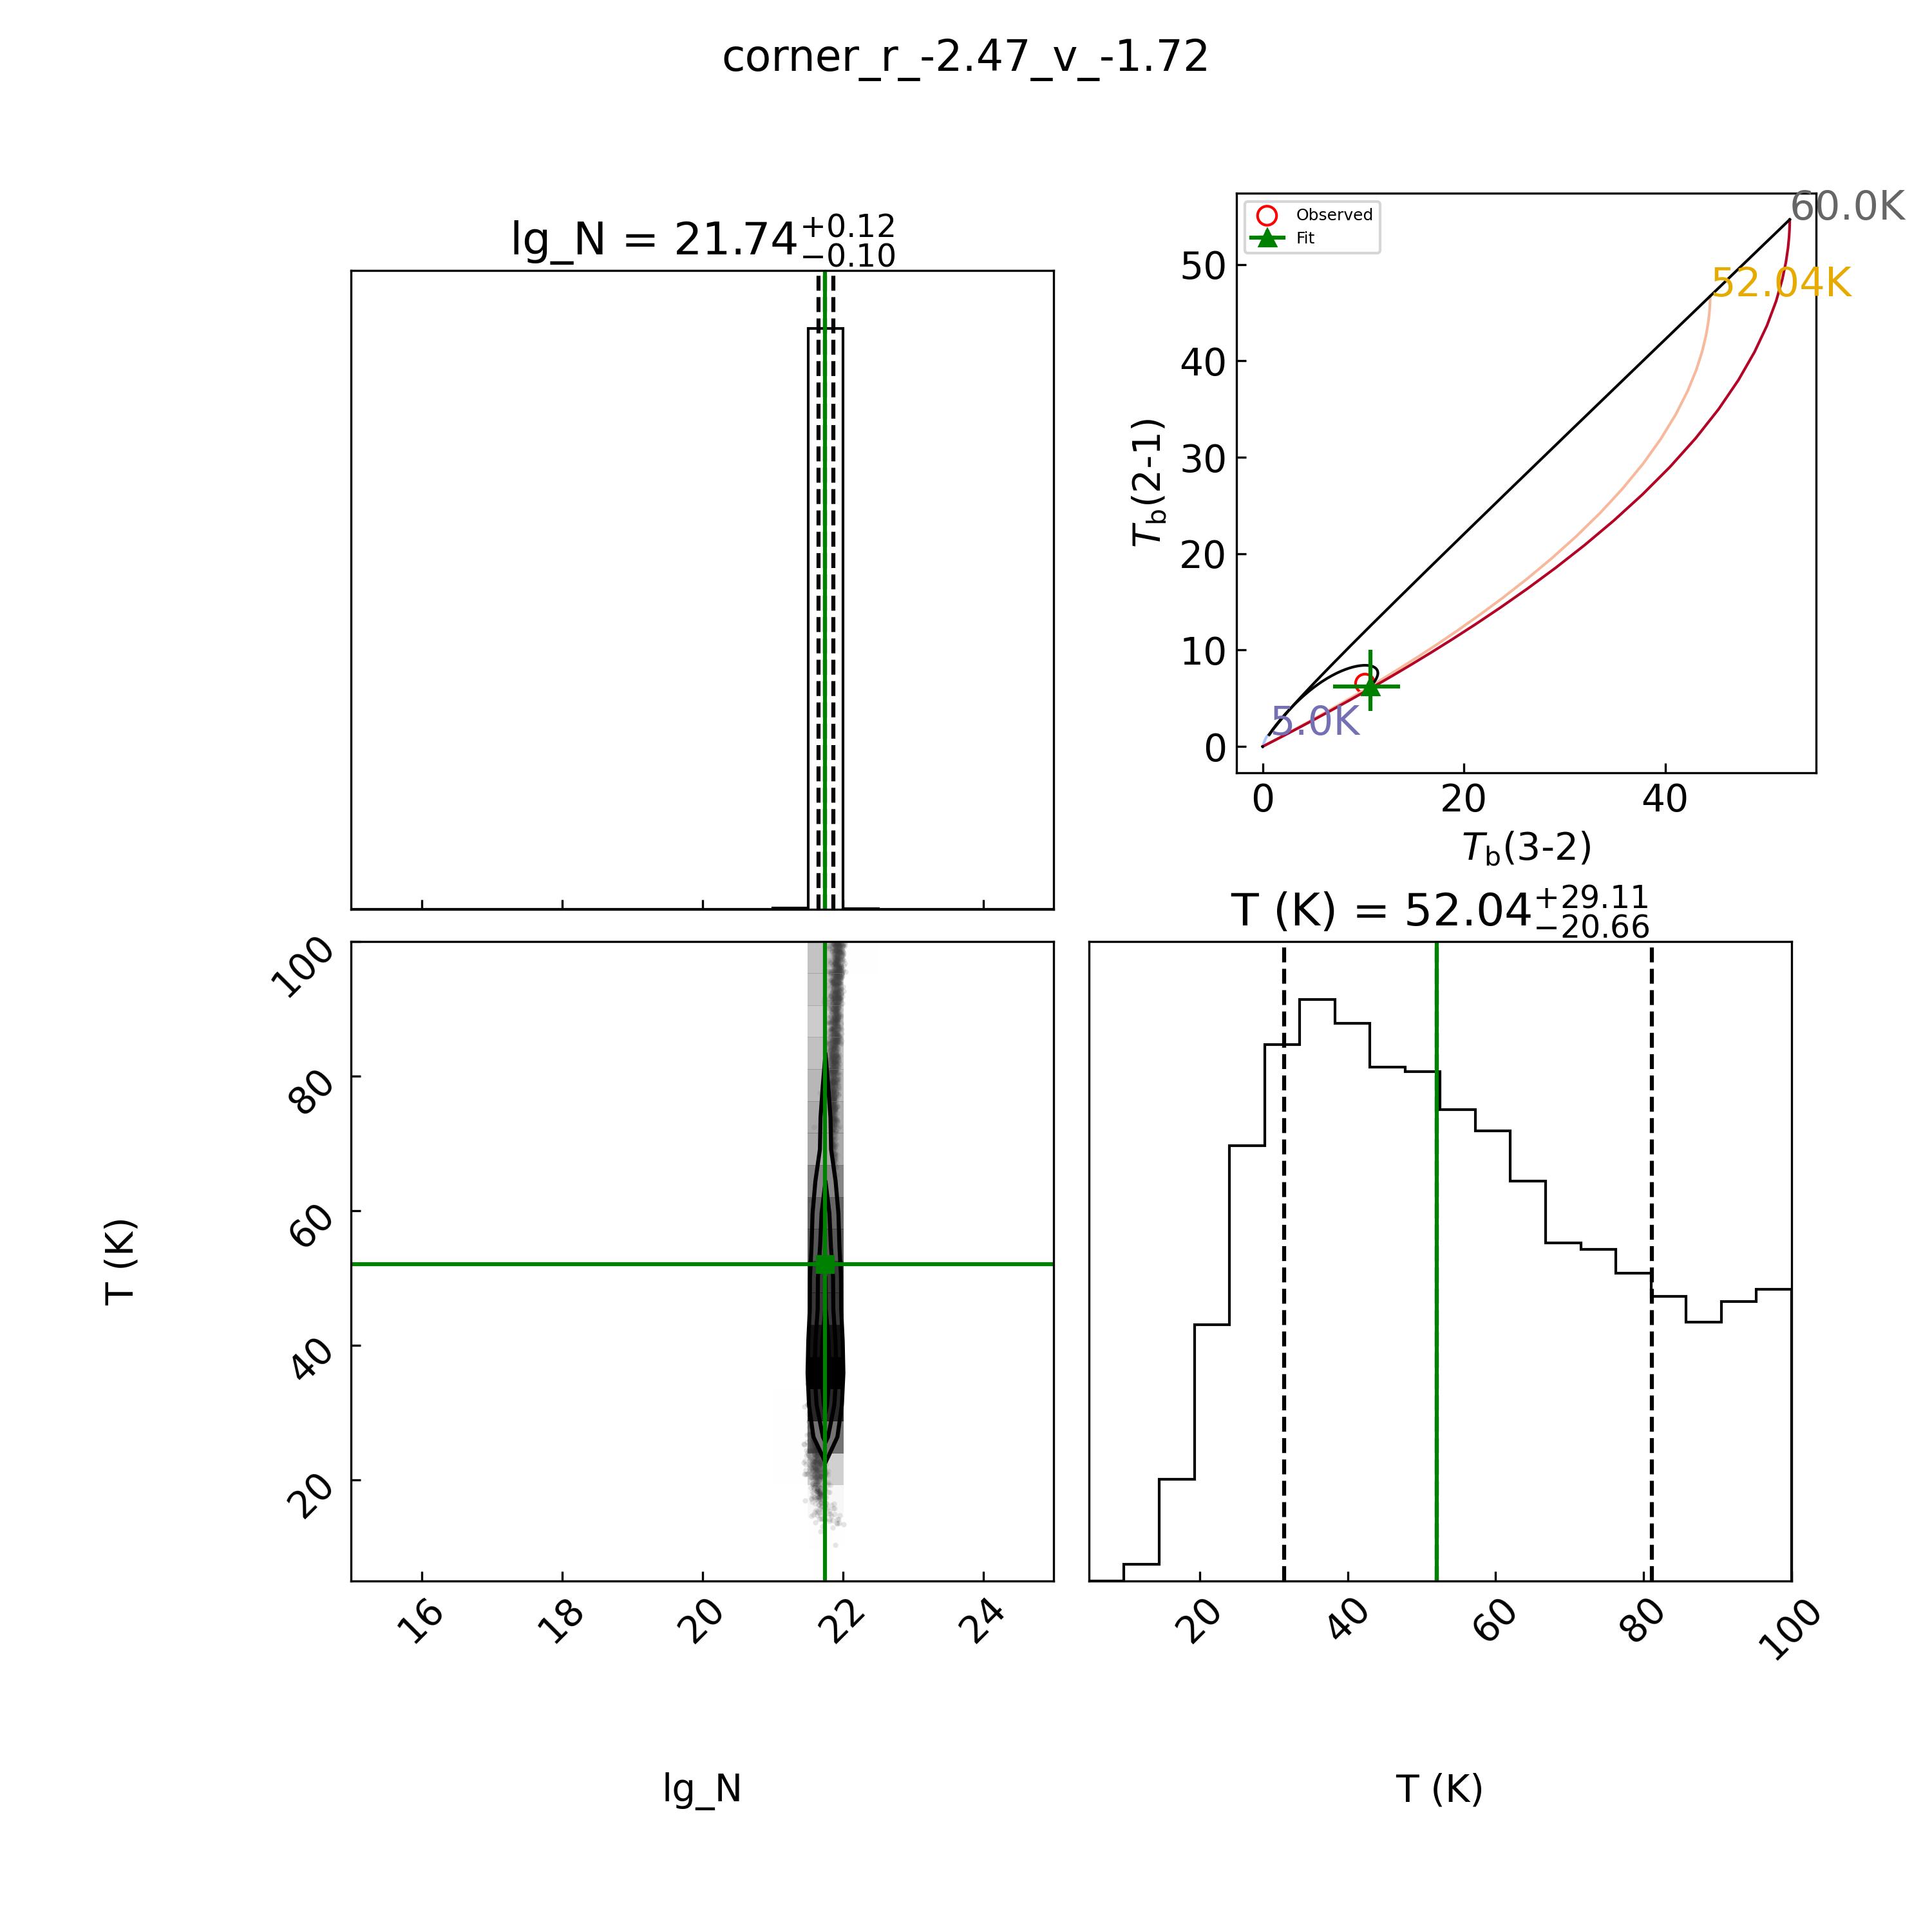 corner_r_-2.47_v_-1.72
lg_N = 21.74+0.12−0.10
60.0K
Observed
Fit
50
52.04K
40
30
20
10
0
5.0K
Tb(2-1)
0 20 40
Tb(3-2)
T (K) = 52.04+29.11−20.66
100
80
60
40
20
T (K)
16 18 20 22 24
20 40 60 80 100
lg_N
T (K)